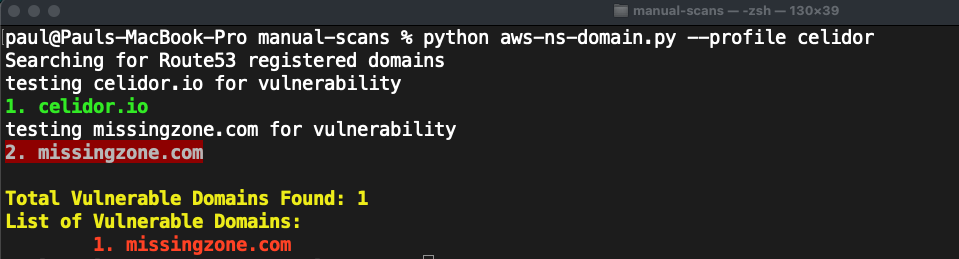 manual-scans — -zsh — 130×39
paul@Pauls-MacBook-Pro manual-scans % python aws-ns-domain.py --profile celidor
Searching for Route53 registered domains
testing celidor.io for vulnerability
1. celidor.io
testing missingzone.com for vulnerability
2. missingzone.com
Total Vulnerable Domains Found: 1
List of Vulnerable Domains:
1. missingzone.com